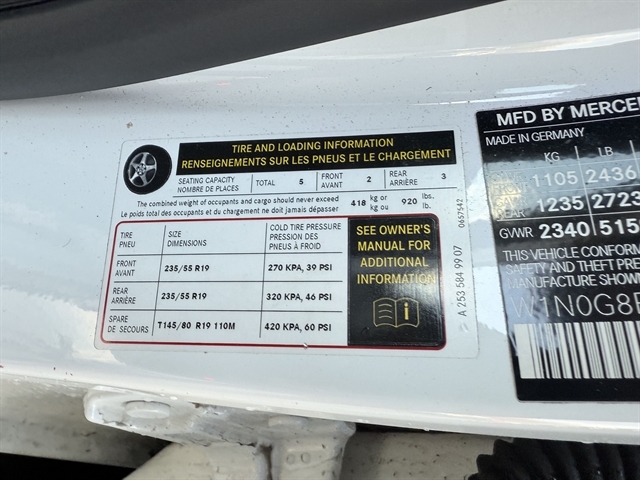 TIRE AND LOADING INFORMATION
RENSEIGNEMENTS SUR LES PNEUS ET LE CHARGEMENT
SEATING CAPACITY
NOMBRE DE PLACES
TOTAL 5
FRONT
AVANT
2
REAR
ARRIÈRE
3
The combined weight of occupants and cargo should never exceed
Le poids total des occupants et du chargement ne doit jamais dépasser
418 kg or
kg ou
920 lbs.
lb.
TIRE
PNEU
SIZE
DIMENSIONS
COLD TIRE PRESSURE
PRESSION DES
PNEUS À FROID
FRONT
AVANT
235/55 R19
270 KPA, 39 PSI
REAR
ARRIÈRE
235/55 R19
320 KPA, 46 PSI
SPARE
DE SECOURS
T145/80 R19 110M
420 KPA, 60 PSI
SEE OWNER'S
MANUAL FOR
ADDITIONAL
INFORMATION
A 253 584 99 07
0657542
MFD BY MERCE
MADE IN GERMANY
KG LB
1105 2436
1235 2723
GVWR 2340 515
THIS VEHICLE CONFORM
SAFETY AND THEFT PRE
W1N0G8